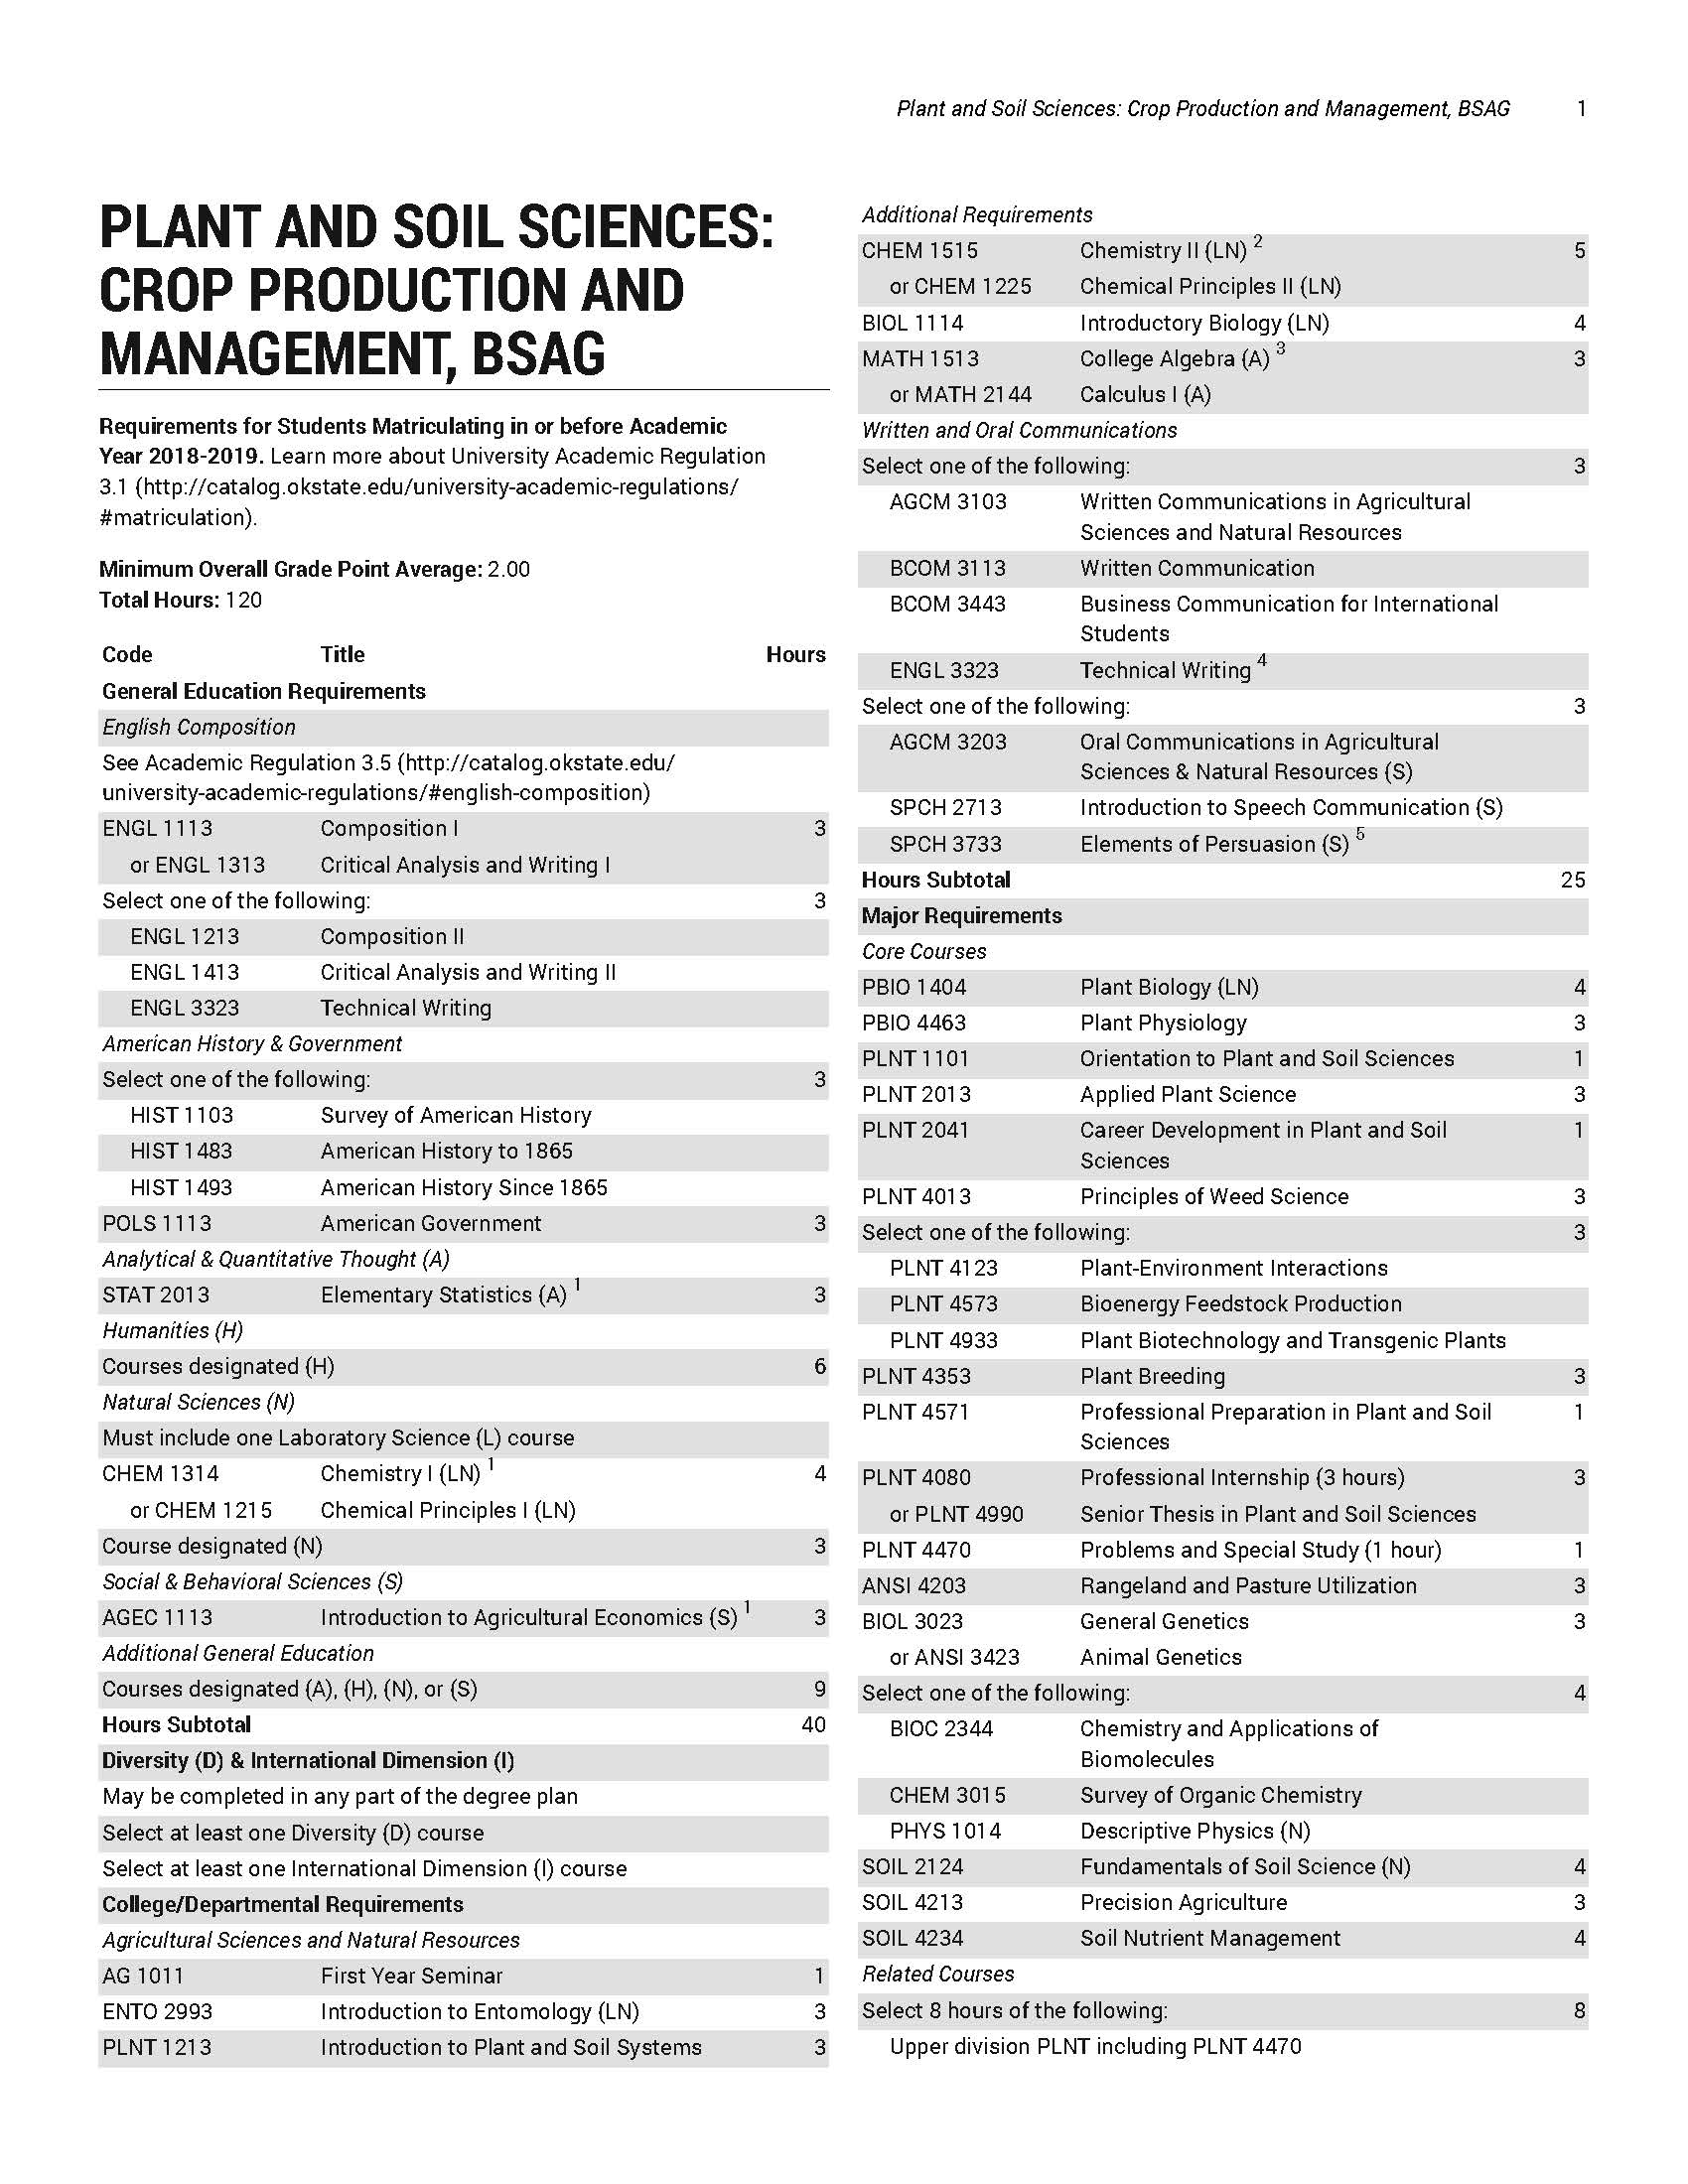 Plant and Soil Sciences: Crop Production and Management, BSAG 1
PLANT AND SOIL SCIENCES:
CROP PRODUCTION AND
MANAGEMENT, BSAG
Requirements for Students Matriculating in or before Academic
Year 2018-2019. Learn more about University Academic Regulation
3.1 (http://catalog.okstate.edu/university-academic-regulations/
#matriculation).
Minimum Overall Grade Point Average: 2.00
Total Hours: 120
Code Title Hours
General Education Requirements
English Composition
See Academic Regulation 3.5 (http://catalog.okstate.edu/
university-academic-regulations/#english-composition)
ENGL 1113 Composition I 3
or ENGL 1313 Critical Analysis and Writing I
Select one of the following: 3
ENGL 1213 Composition II
ENGL 1413 Critical Analysis and Writing II
ENGL 3323 Technical Writing
American History & Government
Select one of the following: 3
HIST 1103 Survey of American History
HIST 1483 American History to 1865
HIST 1493 American History Since 1865
POLS 1113 American Government 3
Analytical & Quantitative Thought (A)
STAT 2013 Elementary Statistics (A) 1 3
Humanities (H)
Courses designated (H) 6
Natural Sciences (N)
Must include one Laboratory Science (L) course
CHEM 1314 Chemistry I (LN) 1 4
or CHEM 1215 Chemical Principles I (LN)
Course designated (N) 3
Social & Behavioral Sciences (S)
AGEC 1113 Introduction to Agricultural Economics (S) 1 3
Additional General Education
Courses designated (A), (H), (N), or (S) 9
Hours Subtotal 40
Diversity (D) & International Dimension (I)
May be completed in any part of the degree plan
Select at least one Diversity (D) course
Select at least one International Dimension (I) course
College/Departmental Requirements
Agricultural Sciences and Natural Resources
AG 1011 First Year Seminar 1
ENTO 2993 Introduction to Entomology (LN) 3
PLNT 1213 Introduction to Plant and Soil Systems 3
Additional Requirements
CHEM 1515 Chemistry II (LN) 2 5
or CHEM 1225 Chemical Principles II (LN)
BIOL 1114 Introductory Biology (LN) 4
MATH 1513 College Algebra (A) 3 3
or MATH 2144 Calculus I (A)
Written and Oral Communications
Select one of the following: 3
AGCM 3103 Written Communications in Agricultural
Sciences and Natural Resources
BCOM 3113 Written Communication
BCOM 3443 Business Communication for International
Students
ENGL 3323 Technical Writing 4
Select one of the following: 3
AGCM 3203 Oral Communications in Agricultural
Sciences & Natural Resources (S)
SPCH 2713 Introduction to Speech Communication (S)
SPCH 3733 Elements of Persuasion (S) 5
Hours Subtotal 25
Major Requirements
Core Courses
PBIO 1404 Plant Biology (LN) 4
PBIO 4463 Plant Physiology 3
PLNT 1101 Orientation to Plant and Soil Sciences 1
PLNT 2013 Applied Plant Science 3
PLNT 2041 Career Development in Plant and Soil 1
Sciences
PLNT 4013 Principles of Weed Science 3
Select one of the following: 3
PLNT 4123 Plant-Environment Interactions
PLNT 4573 Bioenergy Feedstock Production
PLNT 4933 Plant Biotechnology and Transgenic Plants
PLNT 4353 Plant Breeding 3
PLNT 4571 Professional Preparation in Plant and Soil 1
Sciences
PLNT 4080 Professional Internship (3 hours) 3
or PLNT 4990 Senior Thesis in Plant and Soil Sciences
PLNT 4470 Problems and Special Study (1 hour) 1
ANSI 4203 Rangeland and Pasture Utilization 3
BIOL 3023 General Genetics 3
or ANSI 3423 Animal Genetics
Select one of the following: 4
BIOC 2344 Chemistry and Applications of
Biomolecules
CHEM 3015 Survey of Organic Chemistry
PHYS 1014 Descriptive Physics (N)
SOIL 2124 Fundamentals of Soil Science (N) 4
SOIL 4213 Precision Agriculture 3
SOIL 4234 Soil Nutrient Management 4
Related Courses
Select 8 hours of the following: 8
Upper division PLNT including PLNT 4470